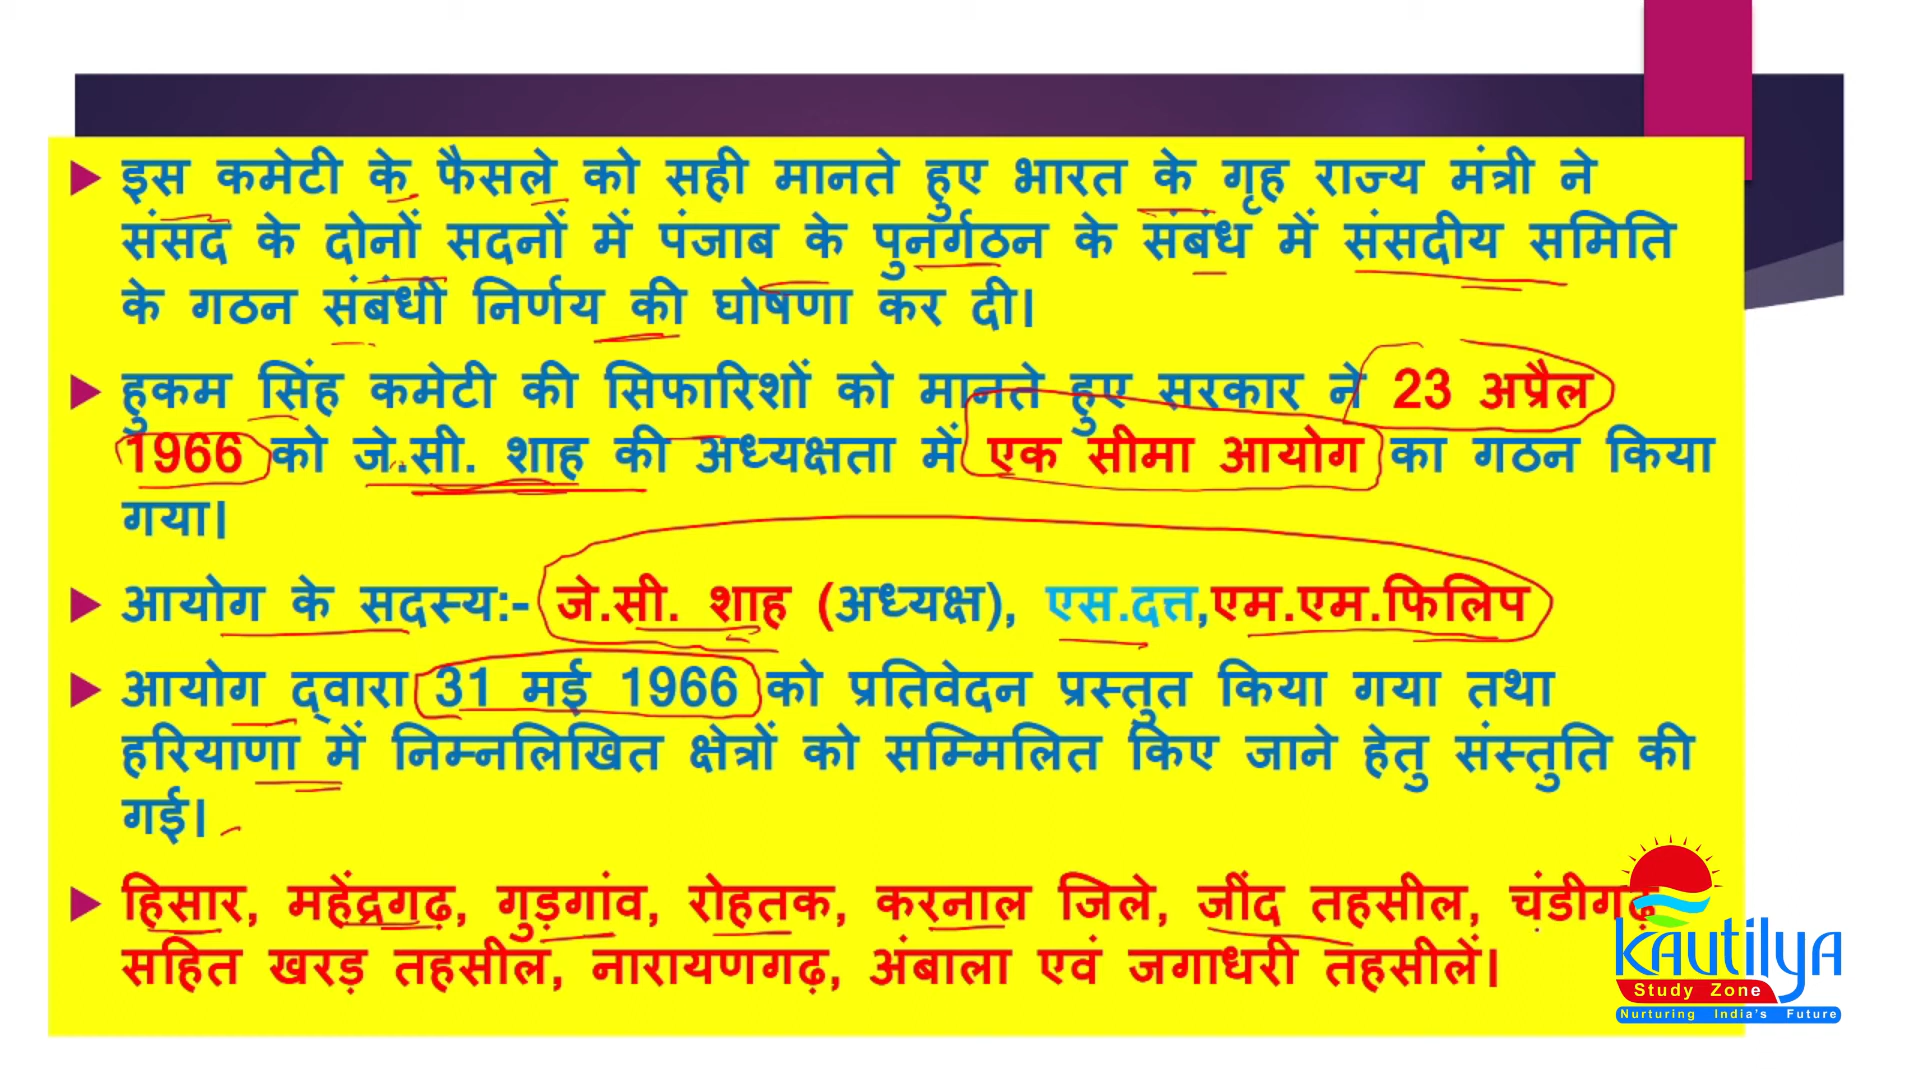 इस कमेटी के फैसले को सही मानते हुए भारत के गृह राज्य मंत्री ने
संसद के दोनों सदनों में पंजाब के पुनर्गठन के संबंध में संसदीय समिति
के गठन संबंधी निर्णय की घोषणा कर दी।
हुकम सिंह कमेटी की सिफारिशों को मानते हुए सरकार ने 23 अप्रैल
1966 को जे.सी. शाह की अध्यक्षता में एक सीमा आयोग का गठन किया
गया।
आयोग के सदस्य:- जे.सी. शाह (अध्यक्ष), एस.दत्त,एम.एम.फिलिप
आयोग द्वारा 31 मई 1966 को प्रतिवेदन प्रस्तुत किया गया तथा
हरियाणा में निम्नलिखित क्षेत्रों को सम्मिलित किए जाने हेतु संस्तुति की
गई।
हिसार, महेंद्रगढ़, गुड़गांव, रोहतक, करनाल जिले, जींद तहसील, चंडीगढ़
सहित खरड़ तहसील, नारायणगढ़, अंबाला एवं जगाधरी तहसीलें।
Kautilya
Study Zone
Nurturing India's Future